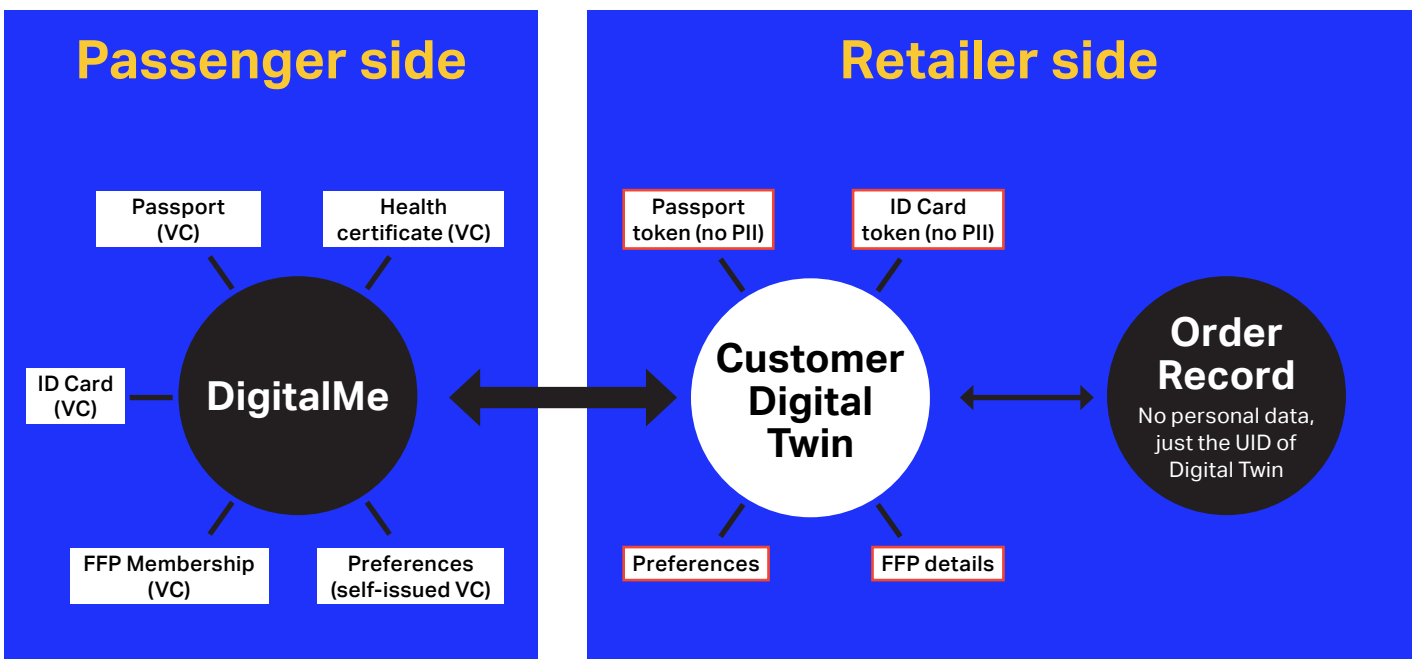 Passenger side
Passport
(VC)
Health
certificate (VC)
ID Card
(VC)
DigitalMe
FFP Membership
(VC)
Preferences
(self-issued VC)
Retailer side
Passport
token (no PII)
ID Card
token (no PII)
Customer
Digital
Twin
Preferences
FFP details
Order
Record
No personal data,
just the UID of
Digital Twin